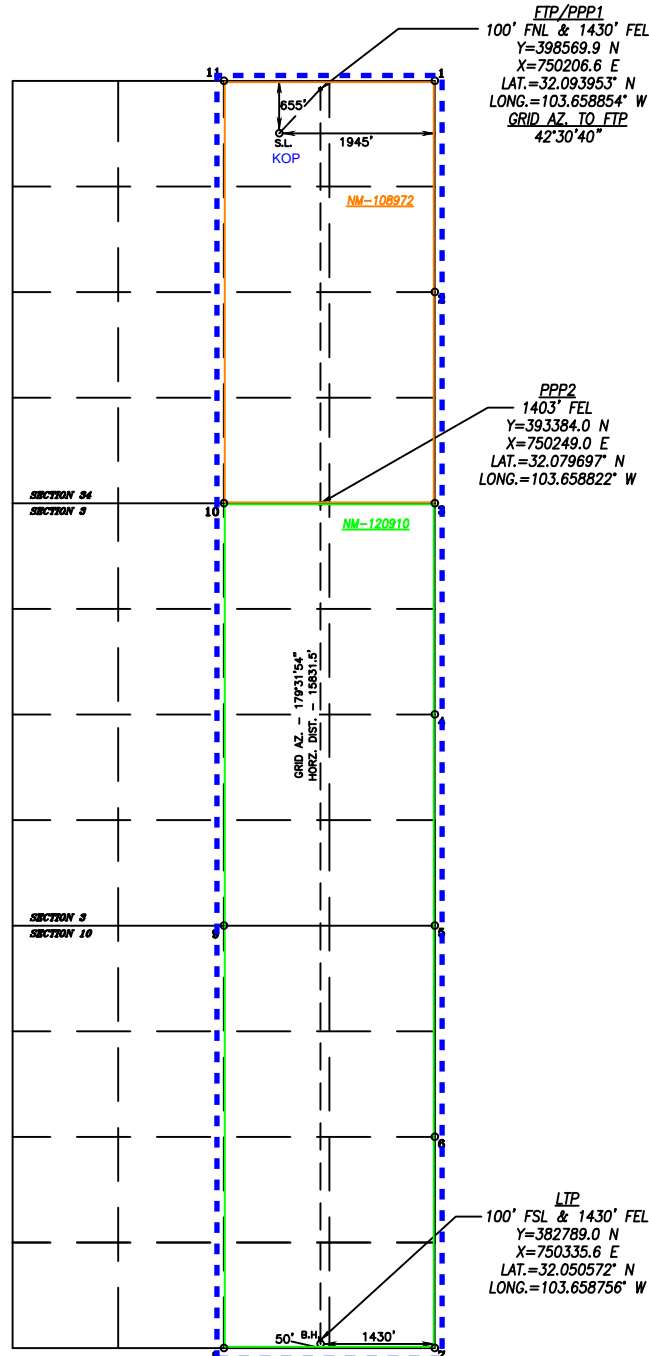 FTP/PPP1
100' FNL & 1430' FEL
Y=398569.9 N
X=750206.6 E
LAT.=32.093953° N
LONG.=103.658854° W
GRID AZ. TO FTP
42°30'40"
11
1
655'
S.L.
1945'
KOP
NM-108972
2
PPP2
1403' FEL
Y=393384.0 N
X=750249.0 E
LAT.=32.079697° N
LONG.=103.658822° W
SECTION 34
SECTION 3
10
3
NM-120910
GRID AZ. - 179°31'54"
HORZ. DIST. - 15831.5'
4
SECTION 3
SECTION 10
9
5
6
LTP
100' FSL & 1430' FEL
Y=382789.0 N
X=750335.6 E
LAT.=32.050572° N
LONG.=103.658756° W
50'
B.H.
1430'
7